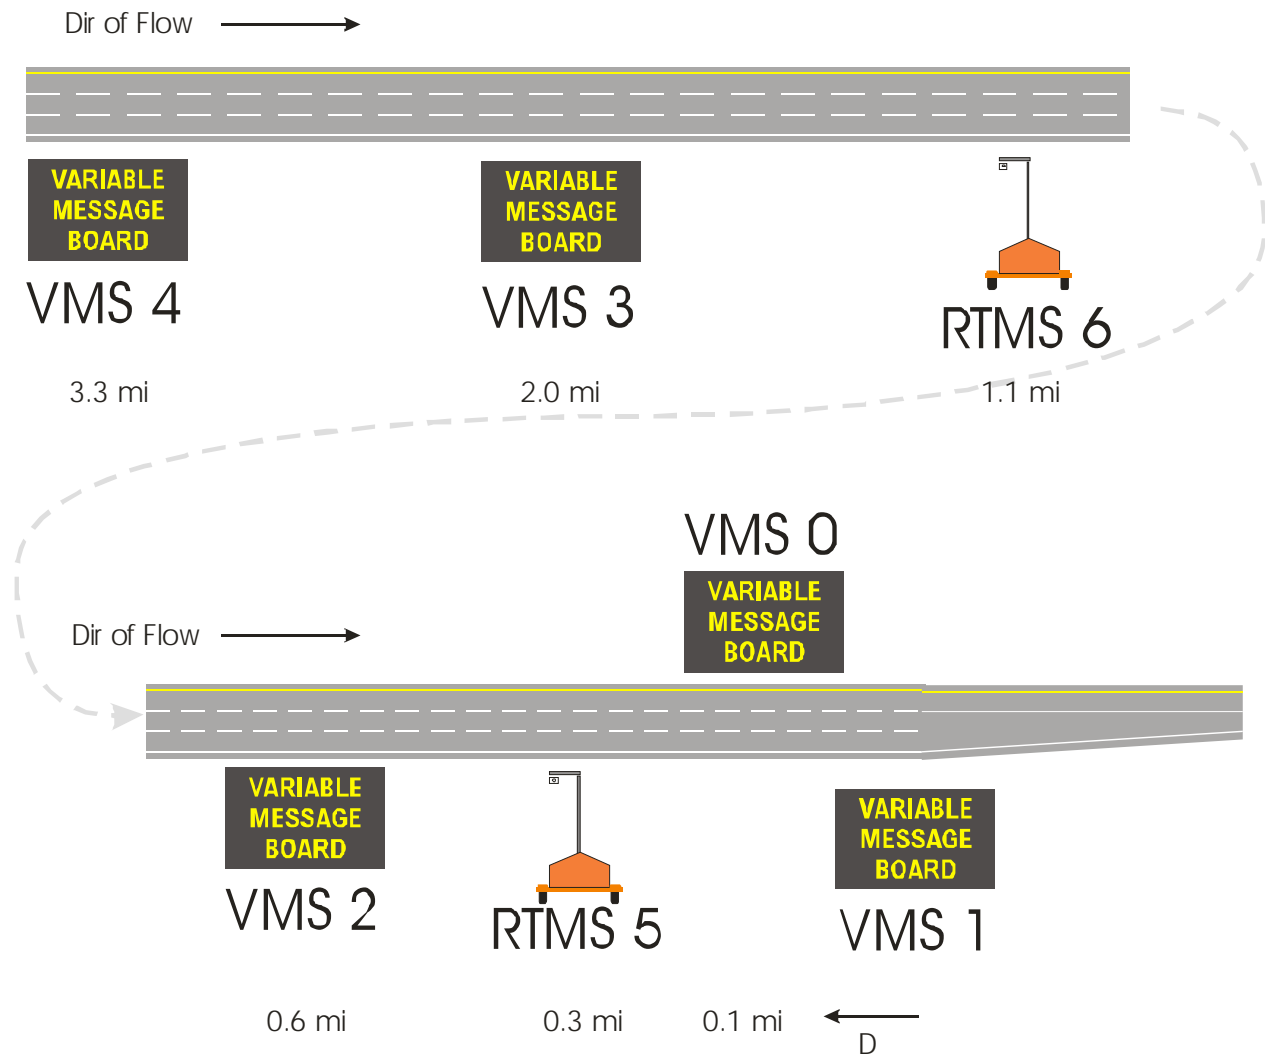 Dir of Flow
VARIABLE
MESSAGE
BOARD
VMS 4
3.3 mi
VARIABLE
MESSAGE
BOARD
VMS 3
2.0 mi
RTMS 6
1.1 mi
VMS 0
VARIABLE
MESSAGE
BOARD
Dir of Flow
VARIABLE
MESSAGE
BOARD
VMS 2
0.6 mi
RTMS 5
0.3 mi
0.1 mi
VARIABLE
MESSAGE
BOARD
VMS 1
D